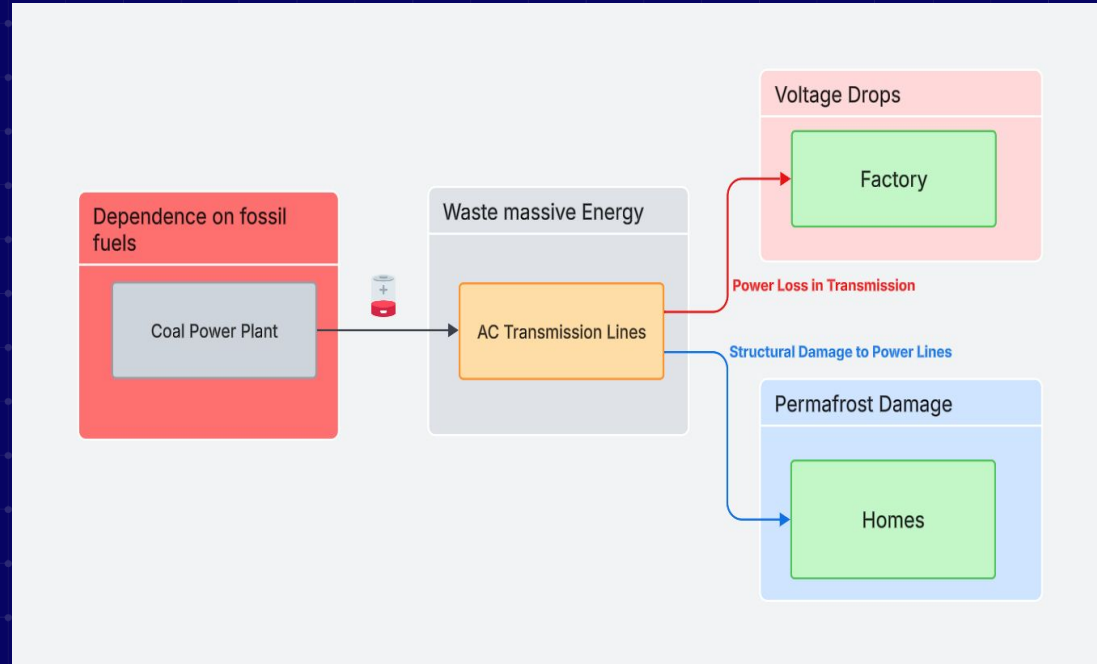 Dependence on fossil
fuels
Coal Power Plant
+
Waste massive Energy
AC Transmission Lines
Voltage Drops
Factory
Power Loss in Transmission
Structural Damage to Power Lines
Permafrost Damage
Homes